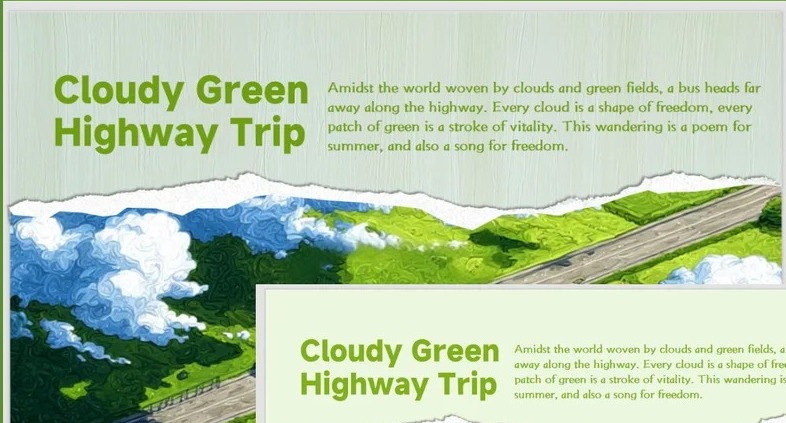 Cloudy Green
Highway Trip
Amidst the world woven by clouds and green fields, a bus heads far
away along the highway. Every cloud is a shape of freedom, every
patch of green is a stroke of vitality. This wandering is a poem for
summer, and also a song for freedom.
Cloudy Green
Highway Trip
Amidst the world woven by clouds and green fields, a
away along the highway. Every cloud is a shape of
patch of green is a stroke of vitality. This wandering
summer, and also a song for freedom.